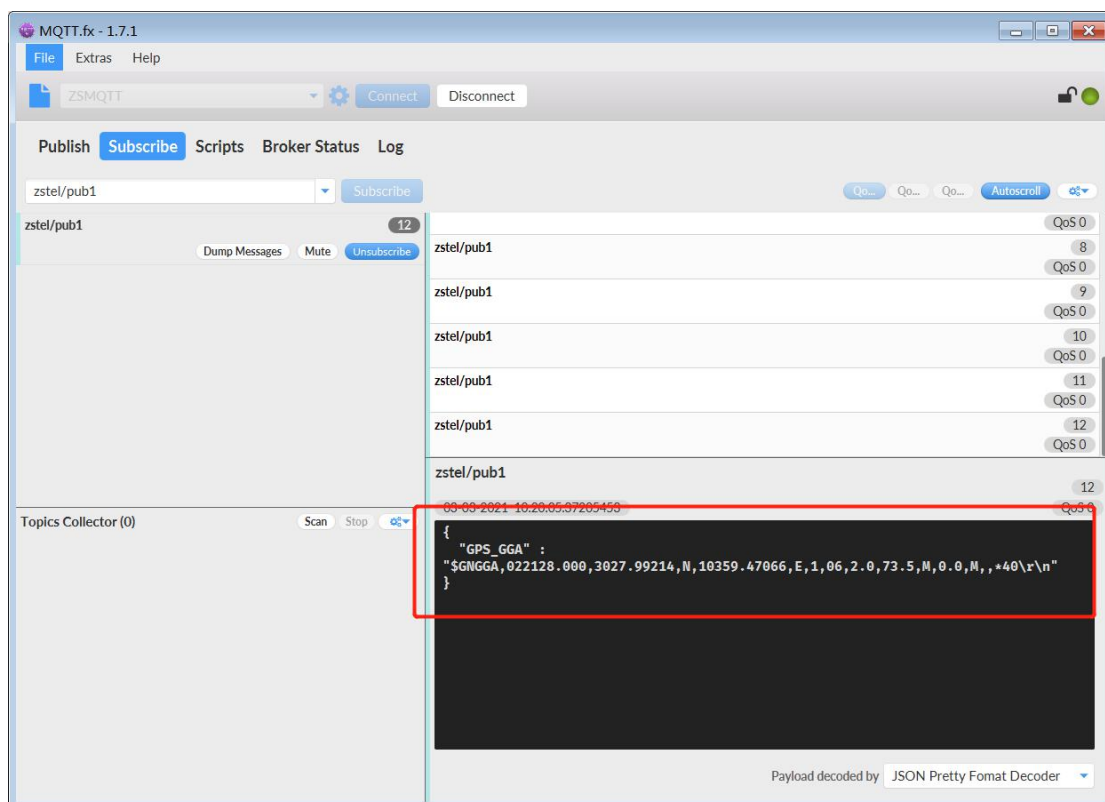 MQTT.fx - 1.7.1
File Extras Help
ZSMQTT Connect Disconnect
Publish Subscribe Scripts Broker Status Log
zstel/pub1 Subscribe Qo... Qo... Qo... Autoscroll
zstel/pub1 12
Dump Messages Mute Unsubscribe
QoS 0
zstel/pub1 8
QoS 0
zstel/pub1 9
QoS 0
zstel/pub1 10
QoS 0
zstel/pub1 11
QoS 0
zstel/pub1 12
QoS 0
zstel/pub1
12
QoS 0
Topics Collector (0) Scan Stop
{
"GPS_GGA" :
"$GNGGA,022128.000,3027.99214,N,10359.47066,E,1,06,2.0,73.5,M,0.0,M,,*40\r\n"
}
Payload decoded by JSON Pretty Fomat Decoder